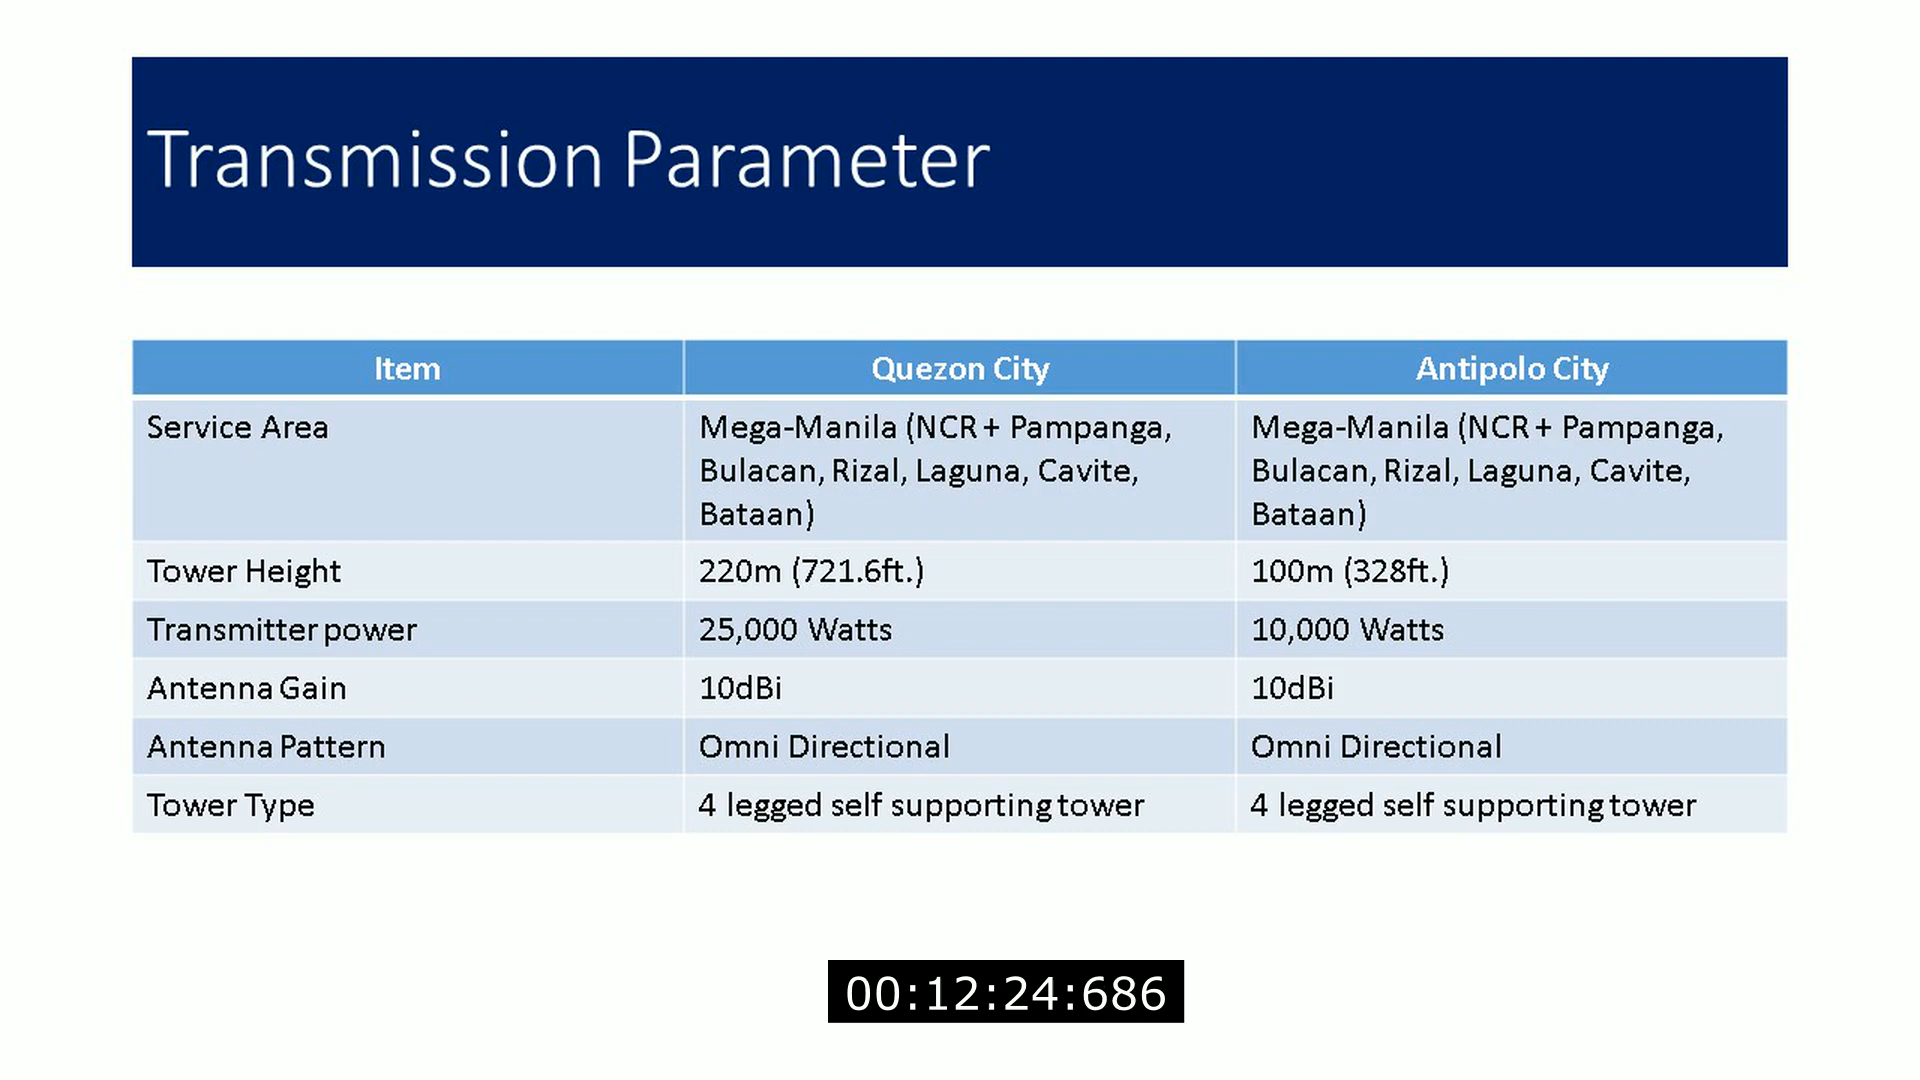 Transmission Parameter
Item Quezon City Antipolo City
Service Area Mega-Manila (NCR + Pampanga, Bulacan, Rizal, Laguna, Cavite, Bataan) Mega-Manila (NCR + Pampanga, Bulacan, Rizal, Laguna, Cavite, Bataan)
Tower Height 220m (721.6ft.) 100m (328ft.)
Transmitter power 25,000 Watts 10,000 Watts
Antenna Gain 10dBi 10dBi
Antenna Pattern Omni Directional Omni Directional
Tower Type 4 legged self supporting tower 4 legged self supporting tower
00:12:24:686